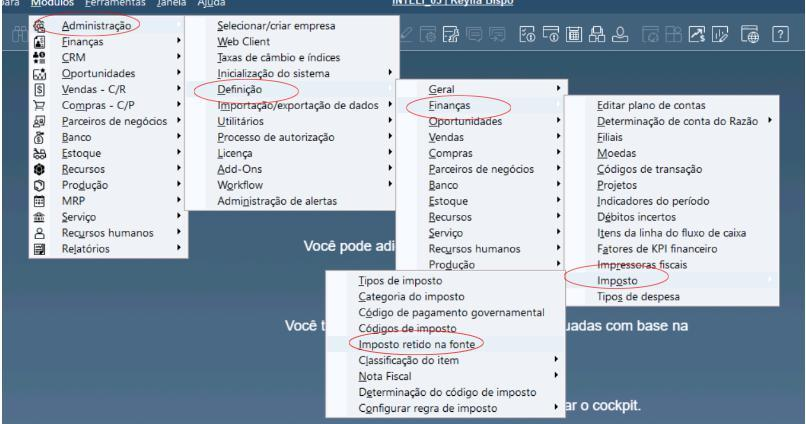 para Módulos Ferramentas Janela Ajuda
INTELI_03 | Reylla Bispo
Administração
Finanças
CRM
Oportunidades
Vendas - C/R
Compras - C/P
Parceiros de negócios
Banco
Estoque
Recursos
Produção
MRP
Serviço
Recursos humanos
Relatórios
Selecionar/criar empresa
Web Client
Taxas de câmbio e índices
Inicialização do sistema
Definição
Importação/exportação de dados
Utilitários
Processo de autorização
Licença
Add-Ons
Workflow
Administração de alertas
Geral
Finanças
Oportunidades
Vendas
Compras
Parceiros de negócios
Banco
Estoque
Recursos
Serviço
Recursos humanos
Produção
Editar plano de contas
Determinação de conta do Razão
Filiais
Moedas
Códigos de transação
Projetos
Indicadores do período
Débitos incertos
Itens da linha do fluxo de caixa
Fatores de KPI financeiro
Impressoras fiscais
Imposto
Tipos de despesa
Tipos de imposto
Categoria do imposto
Código de pagamento governamental
Códigos de imposto
Imposto retido na fonte
Classificação do item
Nota Fiscal
Determinação do código de imposto
Configurar regra de imposto
Você pode adi
Você t
uadas com base na
ar o cockpit.